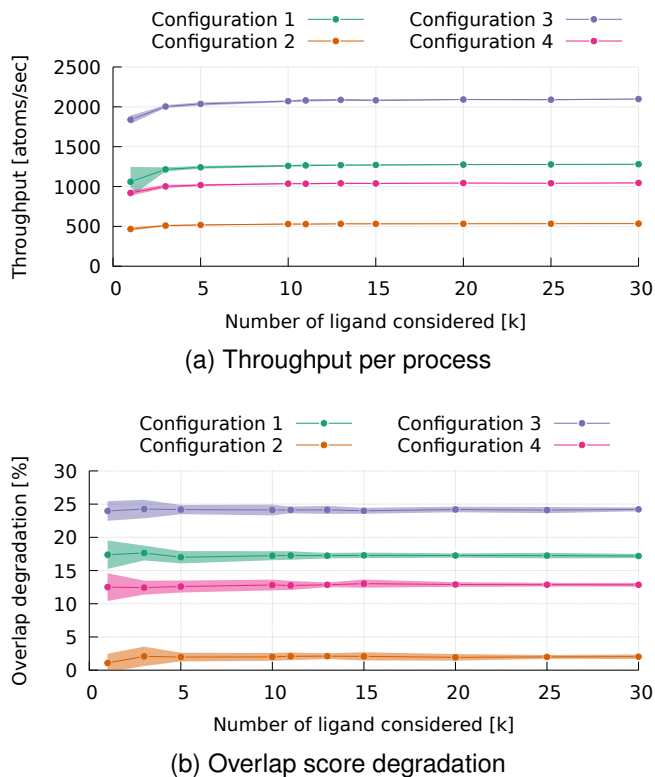 Configuration 1
Configuration 3
Configuration 2
Configuration 4
2500
2000
1500
1000
500
0
Throughput [atoms/sec]
0 5 10 15 20 25 30
Number of ligand considered [k]
(a) Throughput per process
Configuration 1
Configuration 3
Configuration 2
Configuration 4
30
25
20
15
10
5
0
Overlap degradation [%]
0 5 10 15 20 25 30
Number of ligand considered [k]
(b) Overlap score degradation